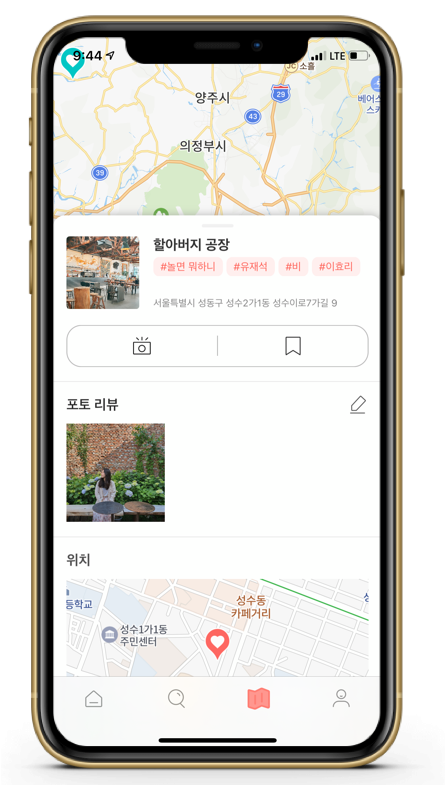 9:44
LTE
소흘
양주시
29
43
베어스
의정부시
39
할아버지 공장
#놀면 뭐하니 #유재석 #비 #이효리
서울특별시 성동구 성수2가1동 성수이로7가길 9
포토 리뷰
위치
등학교
성수동
카페거리
성수1가1동
주민센터